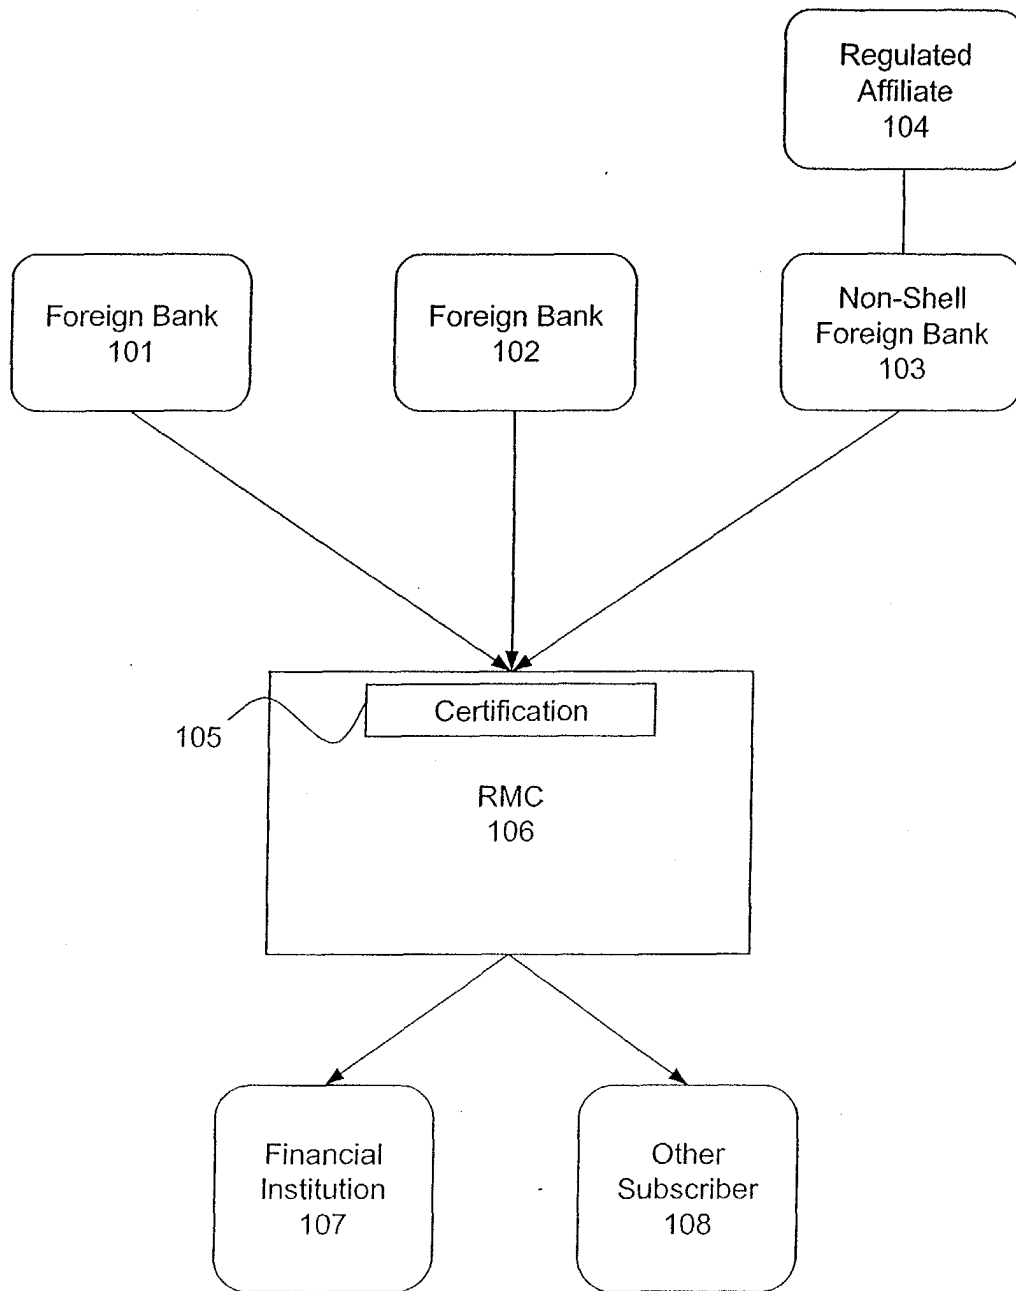 Regulated
Affiliate
104
Foreign Bank
101
Foreign Bank
102
Non-Shell
Foreign Bank
103
Certification
105
RMC
106
Financial
Institution
107
Other
Subscriber
108